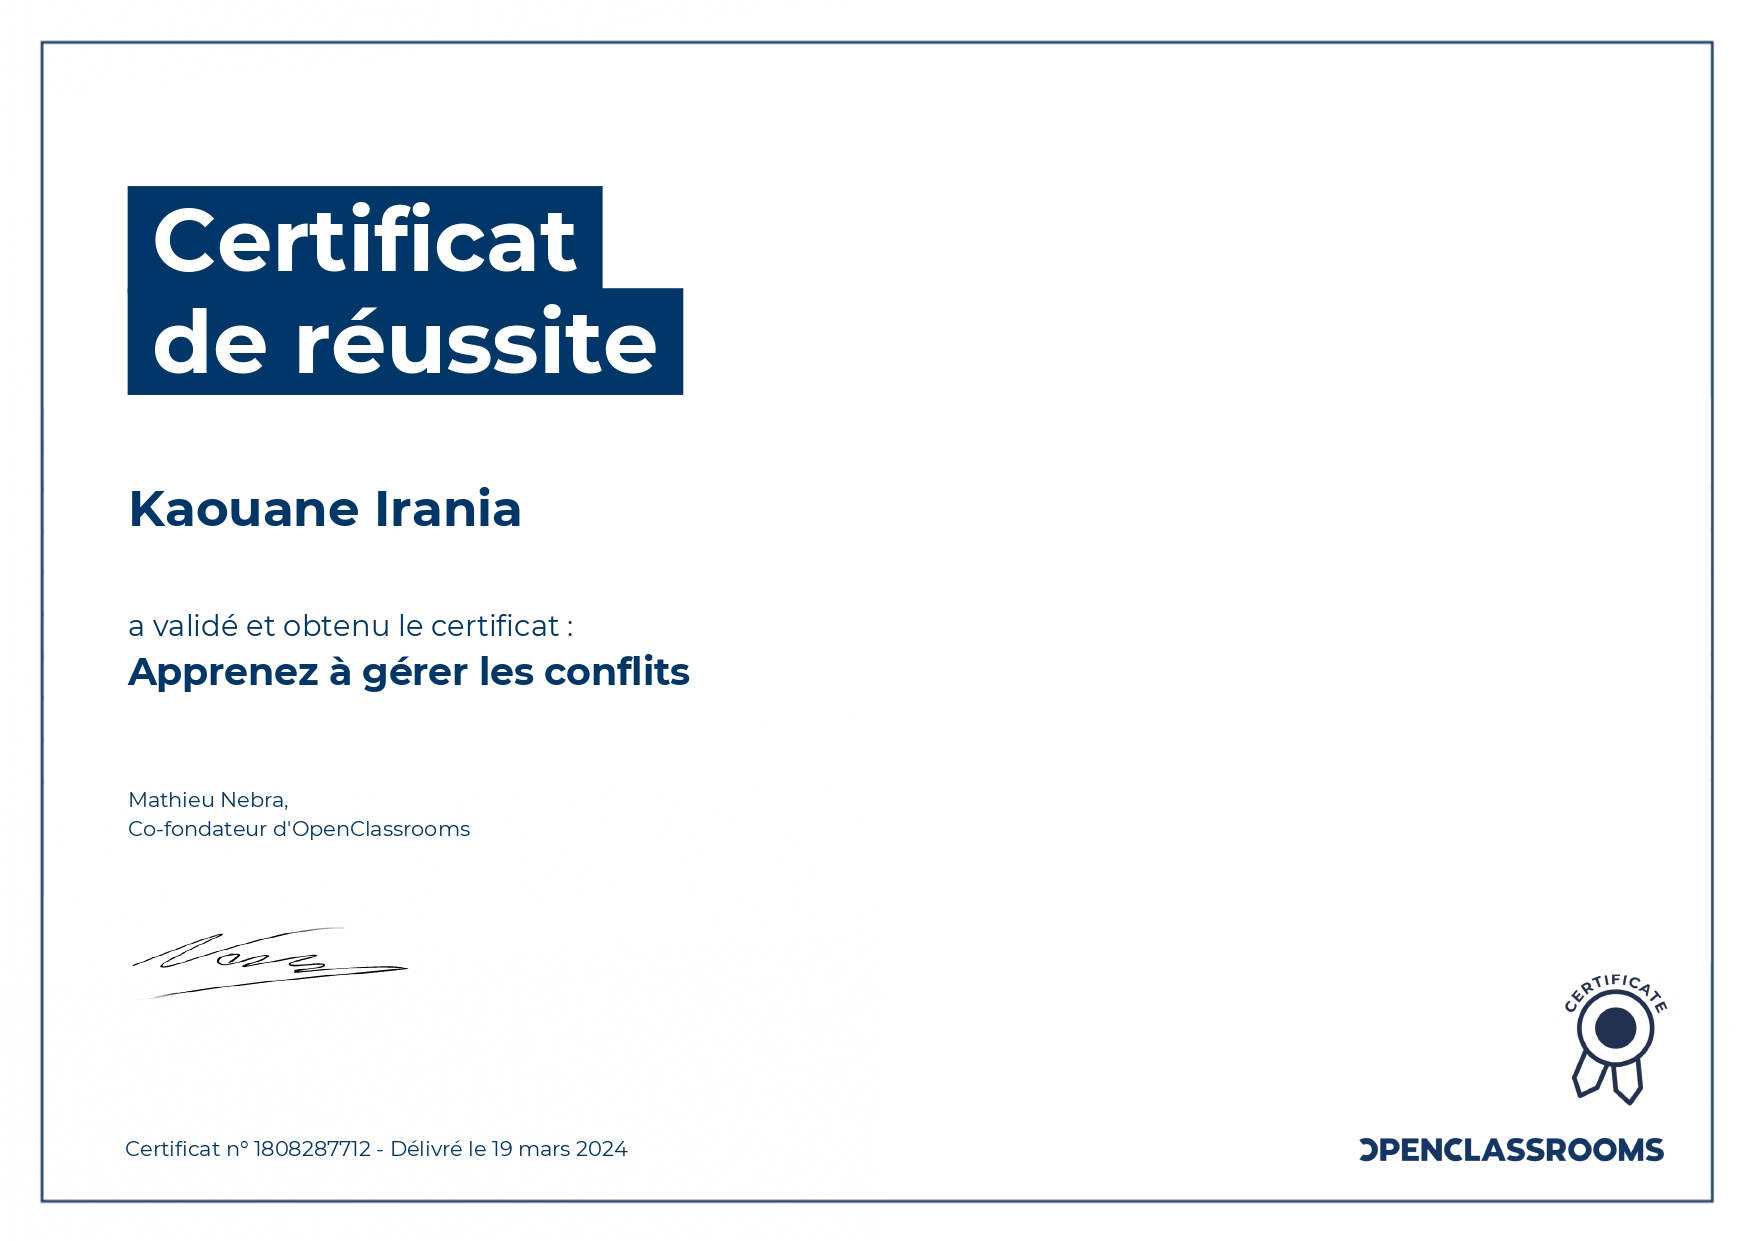 Certificat
de réussite
Kaouane Irania
a validé et obtenu le certificat :
Apprenez à gérer les conflits
Mathieu Nebra,
Co-fondateur d'OpenClassrooms
CERTIFICATE
Certificat n° 1808287712 - Délivré le 19 mars 2024
OPENCLASSROOMS